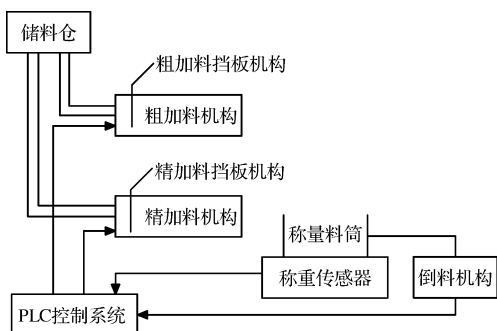 储料仓
粗加料挡板机构
粗加料机构
精加料挡板机构
精加料机构
称量料筒
称重传感器
倒料机构
PLC控制系统